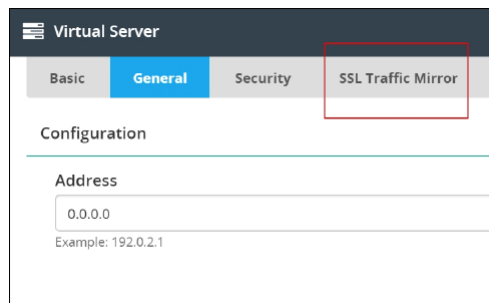 Virtual Server
Basic General Security SSL Traffic Mirror
Configuration
Address
0.0.0.0
Example: 192.0.2.1